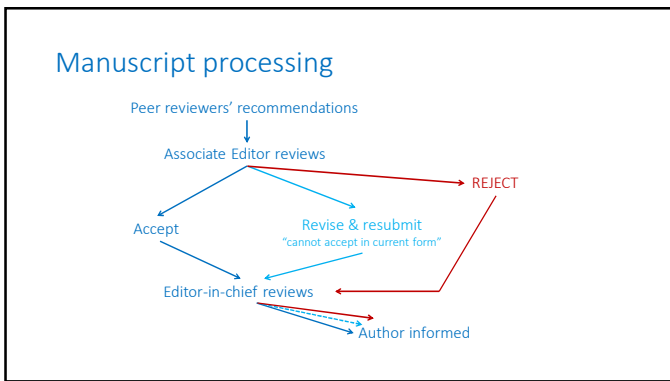 Manuscript processing
Peer reviewers’ recommendations
Associate Editor reviews
REJECT
Accept
Revise & resubmit
“cannot accept in current form”
Editor-in-chief reviews
Author informed